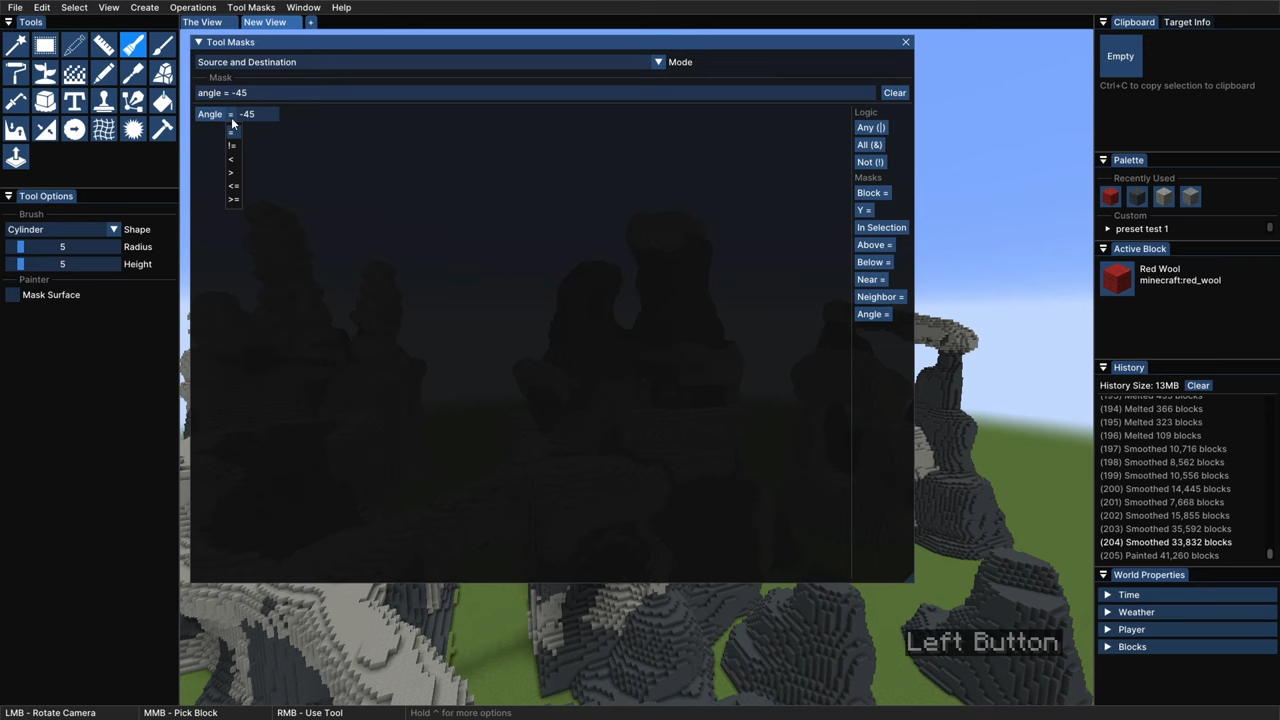 File Edit View Select Create Operations Tool Masks Window Help
Tools
The View New View +
Clipboard Target Info
Tool Masks
Source and Destination Mode
Mask
angle = -45 Clear
Angle = -45
=
!=
<
>
<=
>=
Logic
Any (|)
All (&)
Not (!)
Masks
Block =
Y =
In Selection
Above =
Below =
Near =
Neighbor =
Angle =
Tool Options
Brush
Cylinder Shape
5 Radius
5 Height
Painter
Mask Surface
Empty
Ctrl+C to copy selection to clipboard
Palette
Recently Used
Custom
preset test 1
Active Block
Red Wool
minecraft:red_wool
History
History Size: 13MB Clear
(193) Melted 455 blocks
(194) Melted 366 blocks
(195) Melted 323 blocks
(196) Melted 109 blocks
(197) Smoothed 10,716 blocks
(198) Smoothed 8,562 blocks
(199) Smoothed 10,556 blocks
(200) Smoothed 14,445 blocks
(201) Smoothed 7,668 blocks
(202) Smoothed 15,855 blocks
(203) Smoothed 35,592 blocks
(204) Smoothed 33,832 blocks
(205) Painted 41,260 blocks
World Properties
Time
Weather
Player
Blocks
Left Button
LMB - Rotate Camera MMB - Pick Block RMB - Use Tool Hold ^ for more options